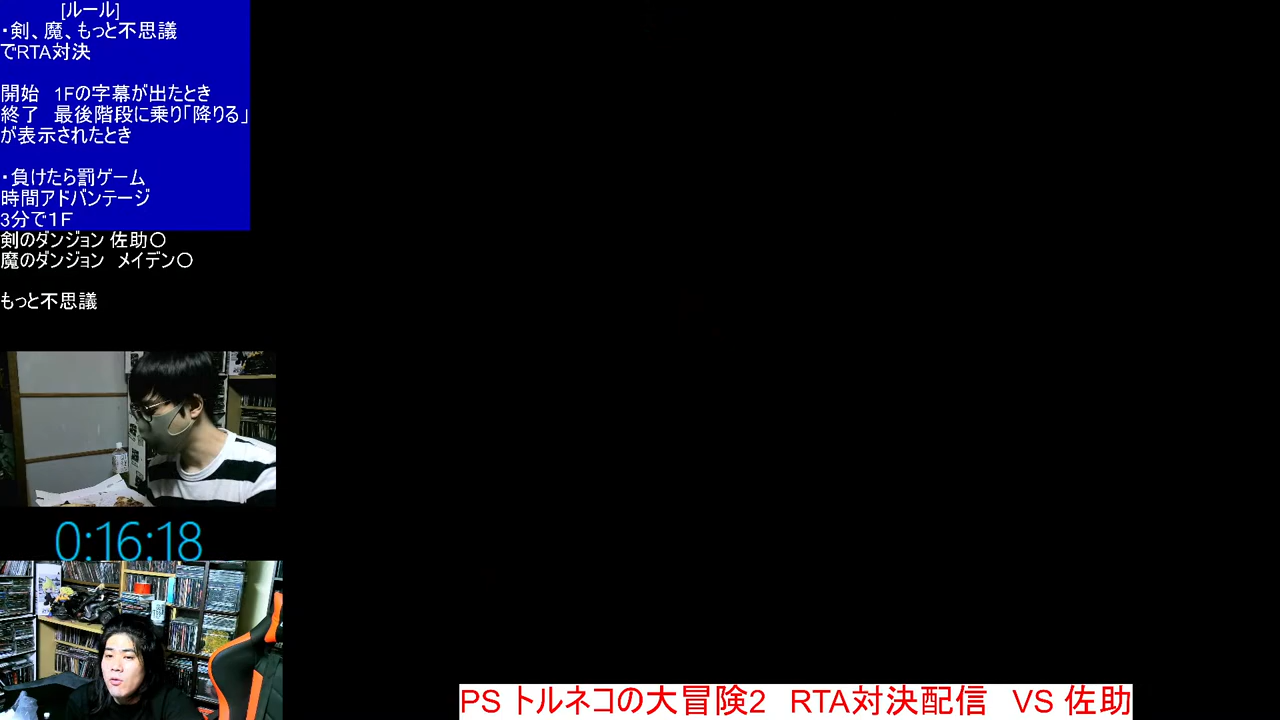 [ルール]
・剣、魔、もっと不思議
でRTA対決
開始　1Fの字幕が出たとき
終了　最後階段に乗り「降りる」
が表示されたとき
・負けたら罰ゲーム
時間アドバンテージ
3分で１F
剣のダンジョン 佐助〇
魔のダンジョン　メイデン〇
もっと不思議
0:16:18
PS トルネコの大冒険2　RTA対決配信　VS 佐助